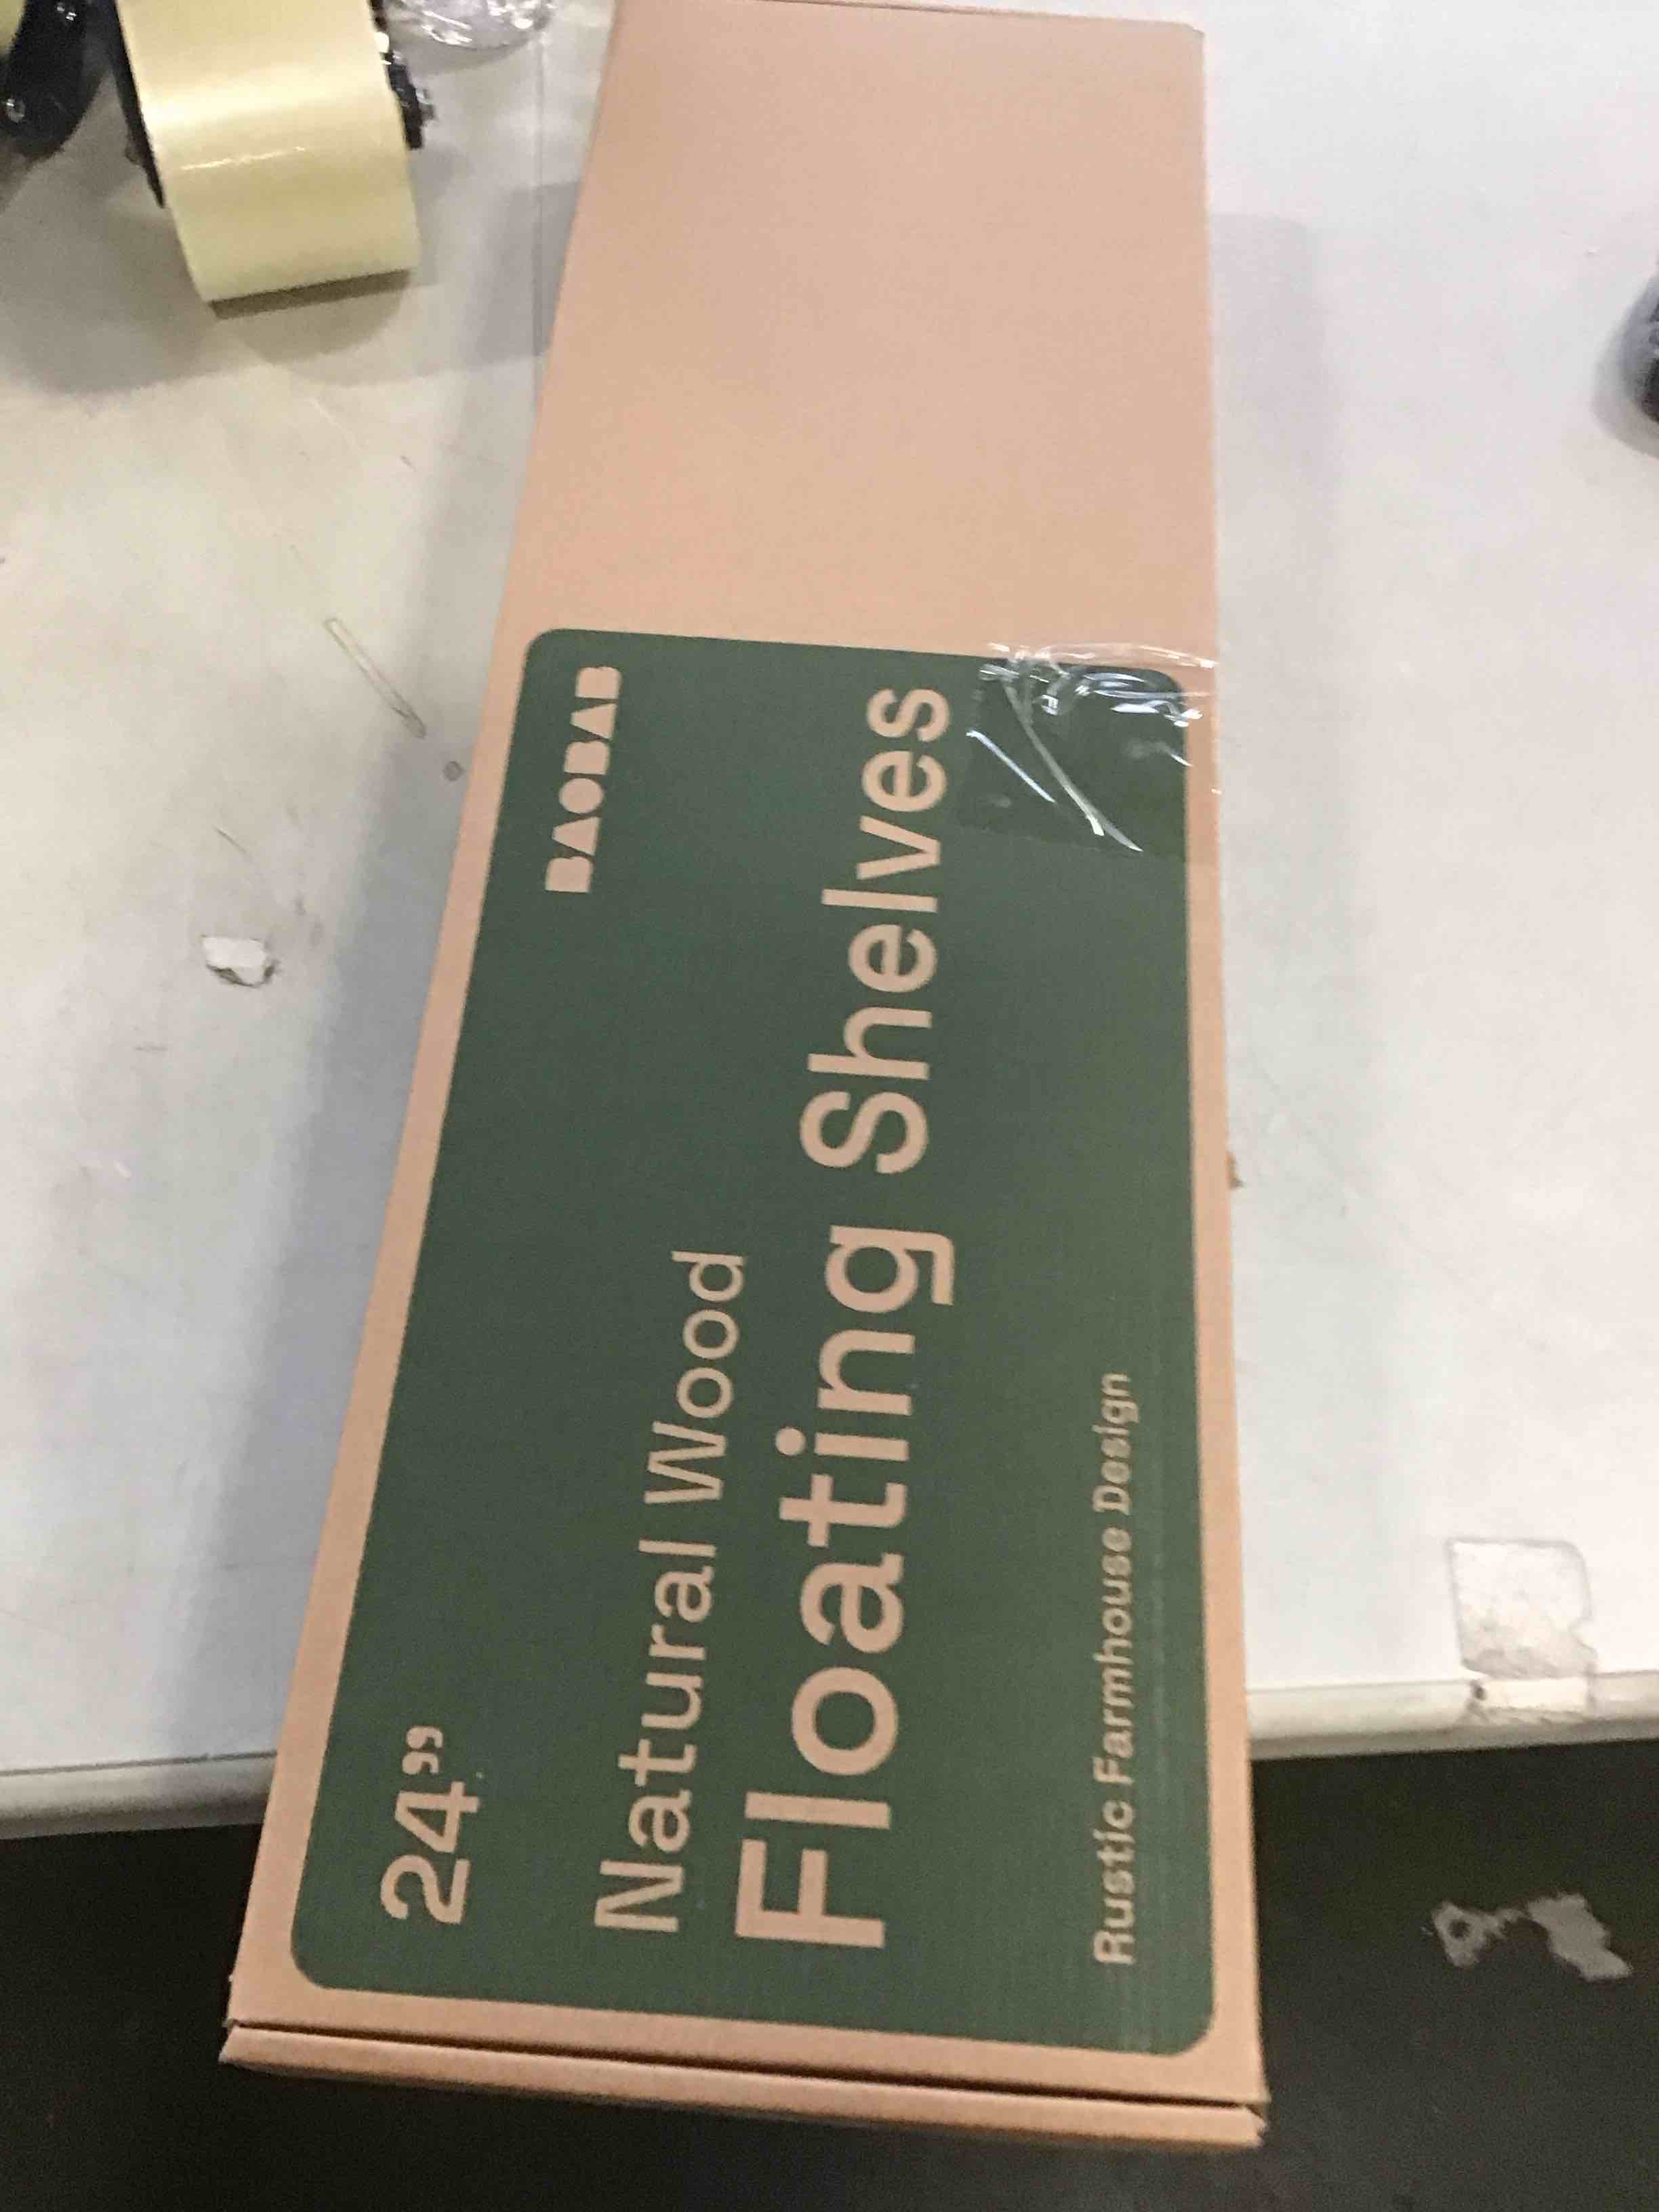 24”
BAOBAB
Natural Wood
Floating Shelves
Rustic Farmhouse Design